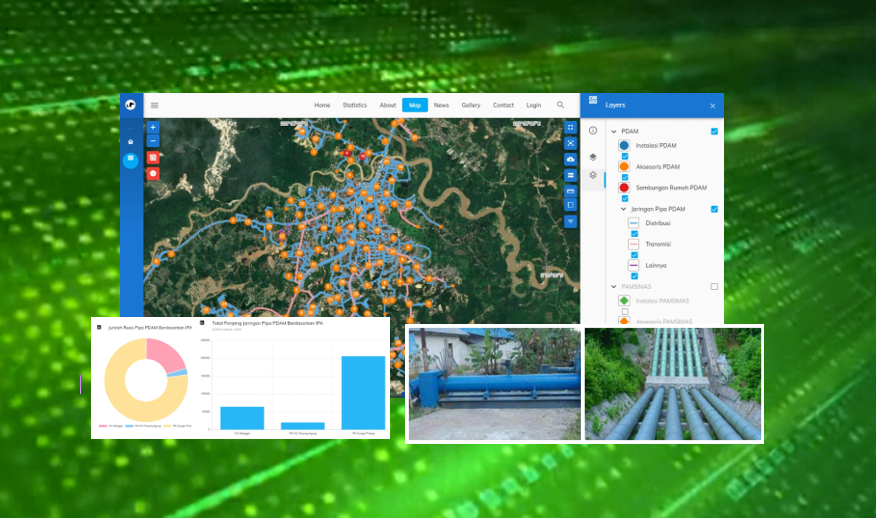 Home Statistics About Map News Gallery Contact Login
Layers
PDAM
Instalasi PDAM
Aksesoris PDAM
Sambungan Rumah PDAM
Jaringan Pipa PDAM
Distribusi
Transmisi
Lainnya
PAMSIMAS
Instalasi PAMSIMAS
Aksesoris PAMSIMAS
Jumlah Ruas Pipa PDAM Berdasarkan IPA
Total Panjang Jaringan Pipa PDAM Berdasarkan IPA